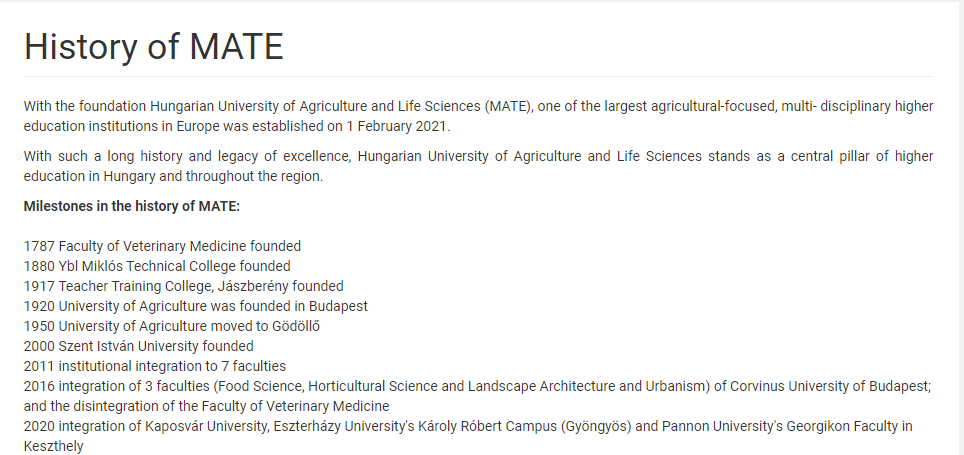 History of MATE
With the foundation Hungarian University of Agriculture and Life Sciences (MATE), one of the largest agricultural-focused, multi- disciplinary higher
education institutions in Europe was established on 1 February 2021.
With such a long history and legacy of excellence, Hungarian University of Agriculture and Life Sciences stands as a central pillar of higher
education in Hungary and throughout the region.
Milestones in the history of MATE:
1787 Faculty of Veterinary Medicine founded
1880 Ybl Miklós Technical College founded
1917 Teacher Training College, Jászberény founded
1920 University of Agriculture was founded in Budapest
1950 University of Agriculture moved to Gödöllő
2000 Szent István University founded
2011 institutional integration to 7 faculties
2016 integration of 3 faculties (Food Science, Horticultural Science and Landscape Architecture and Urbanism) of Corvinus University of Budapest;
and the disintegration of the Faculty of Veterinary Medicine
2020 integration of Kaposvár University, Eszterházy University's Károly Róbert Campus (Gyöngyös) and Pannon University's Georgikon Faculty in
Keszthely